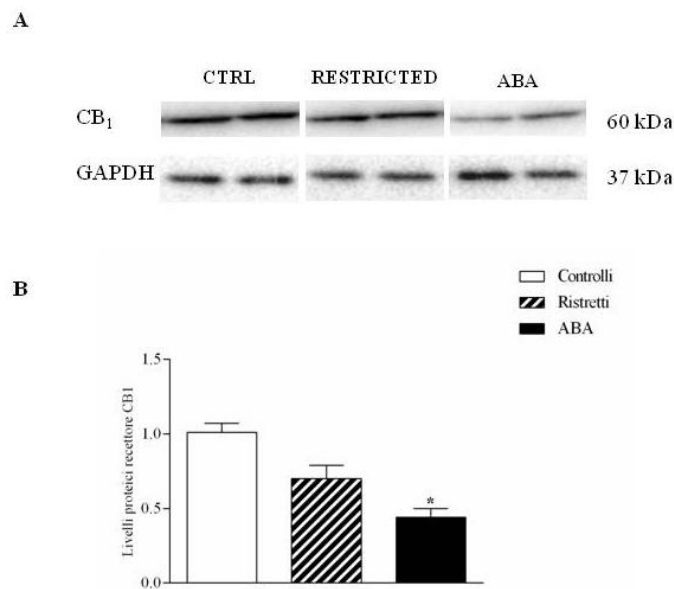 A
CTRL RESTRICTED ABA
CB₁ 60 kDa
GAPDH 37 kDa
B
Controlli
Ristretti
ABA
Livelli proteici recettore CB1
1.5
1.0
0.5
0.0
*